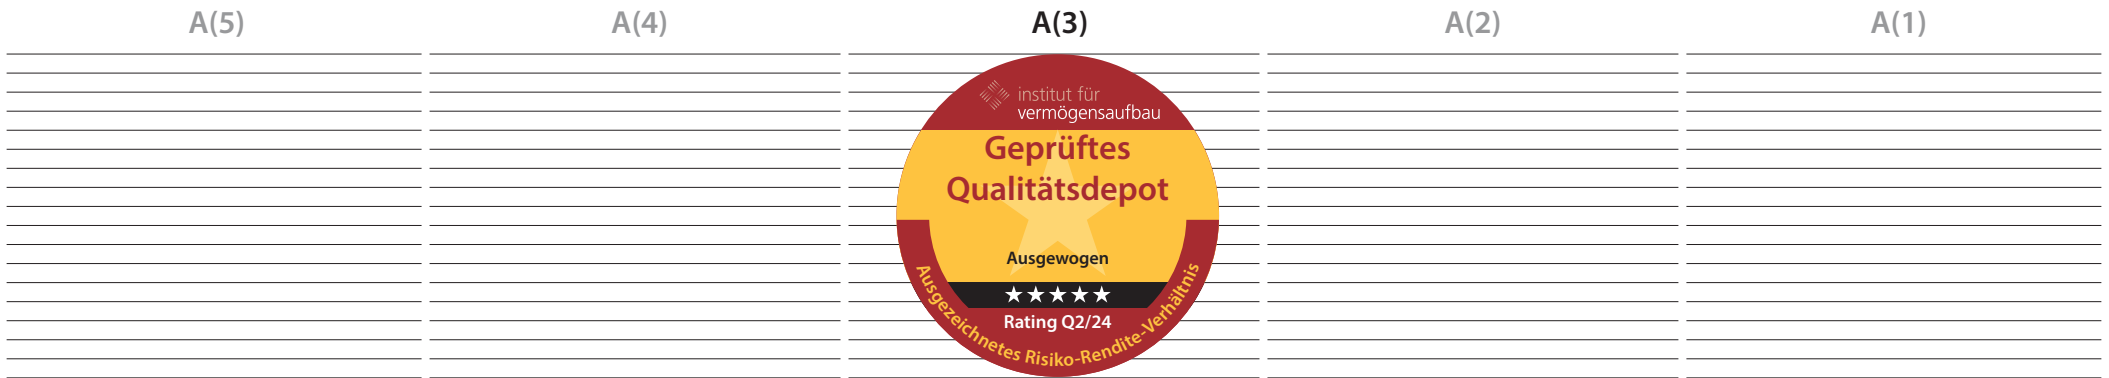 A(5) A(4) A(3) A(2) A(1)
institut für
vermögensaufbau
Geprüftes
Qualitätsdepot
Ausgewogen
★★★★★
Rating Q2/24
Ausgezeichnetes Risiko-Rendite-Verhältnis